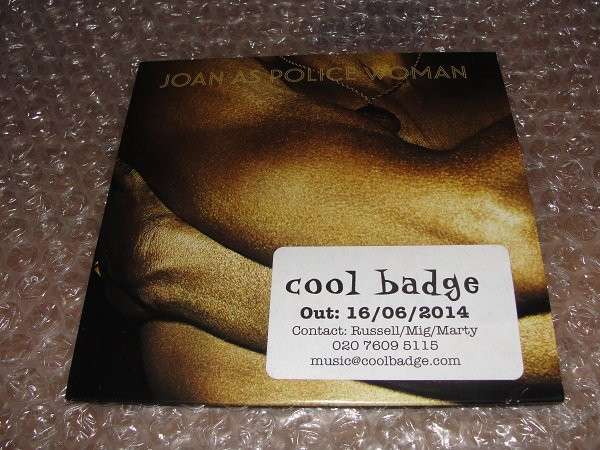 JOAN AS POLICE WOMAN
cool badge
Out: 16/06/2014
Contact: Russell/Mig/Marty
020 7609 5115
music@coolbadge.com